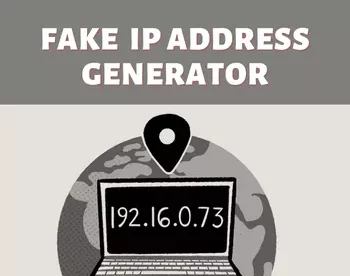 FAKE IP ADDRESS
GENERATOR
192.16.0.73